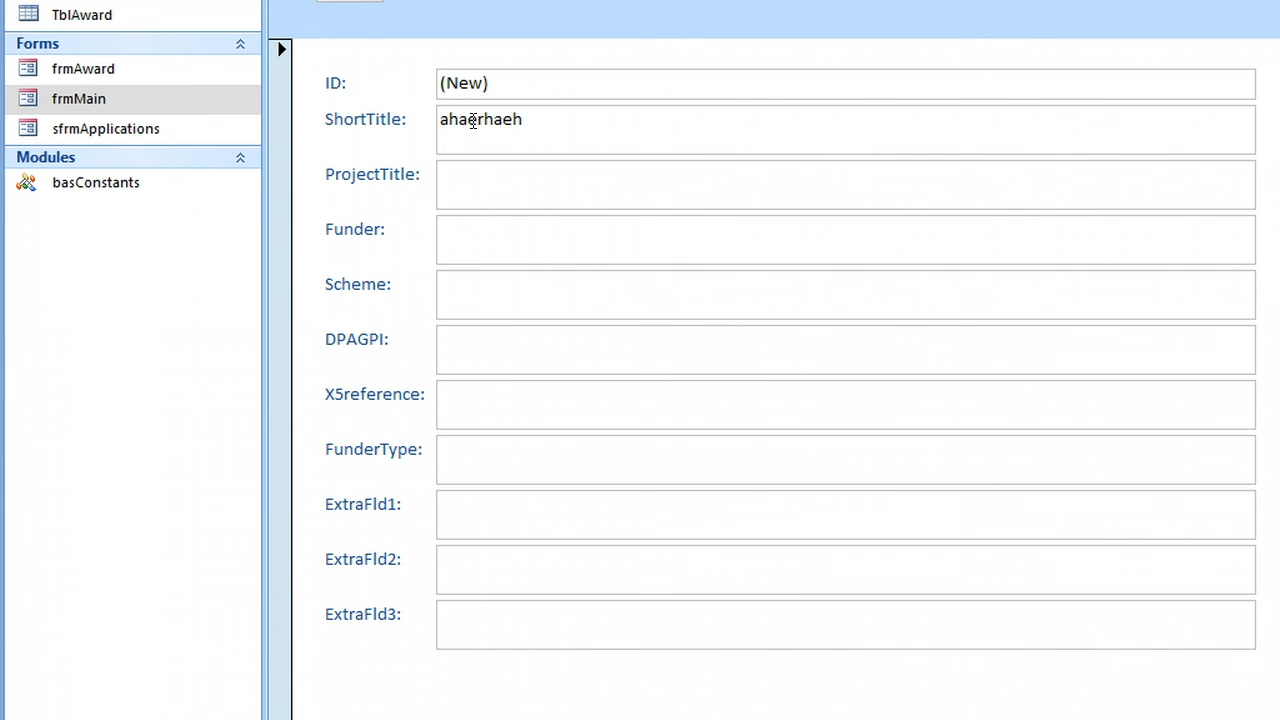 TblAward
Forms
frmAward
frmMain
sfrmApplications
Modules
basConstants
ID: (New)
ShortTitle: ahaerhaeh
ProjectTitle:
Funder:
Scheme:
DPAGPI:
X5reference:
FunderType:
ExtraFld1:
ExtraFld2:
ExtraFld3: